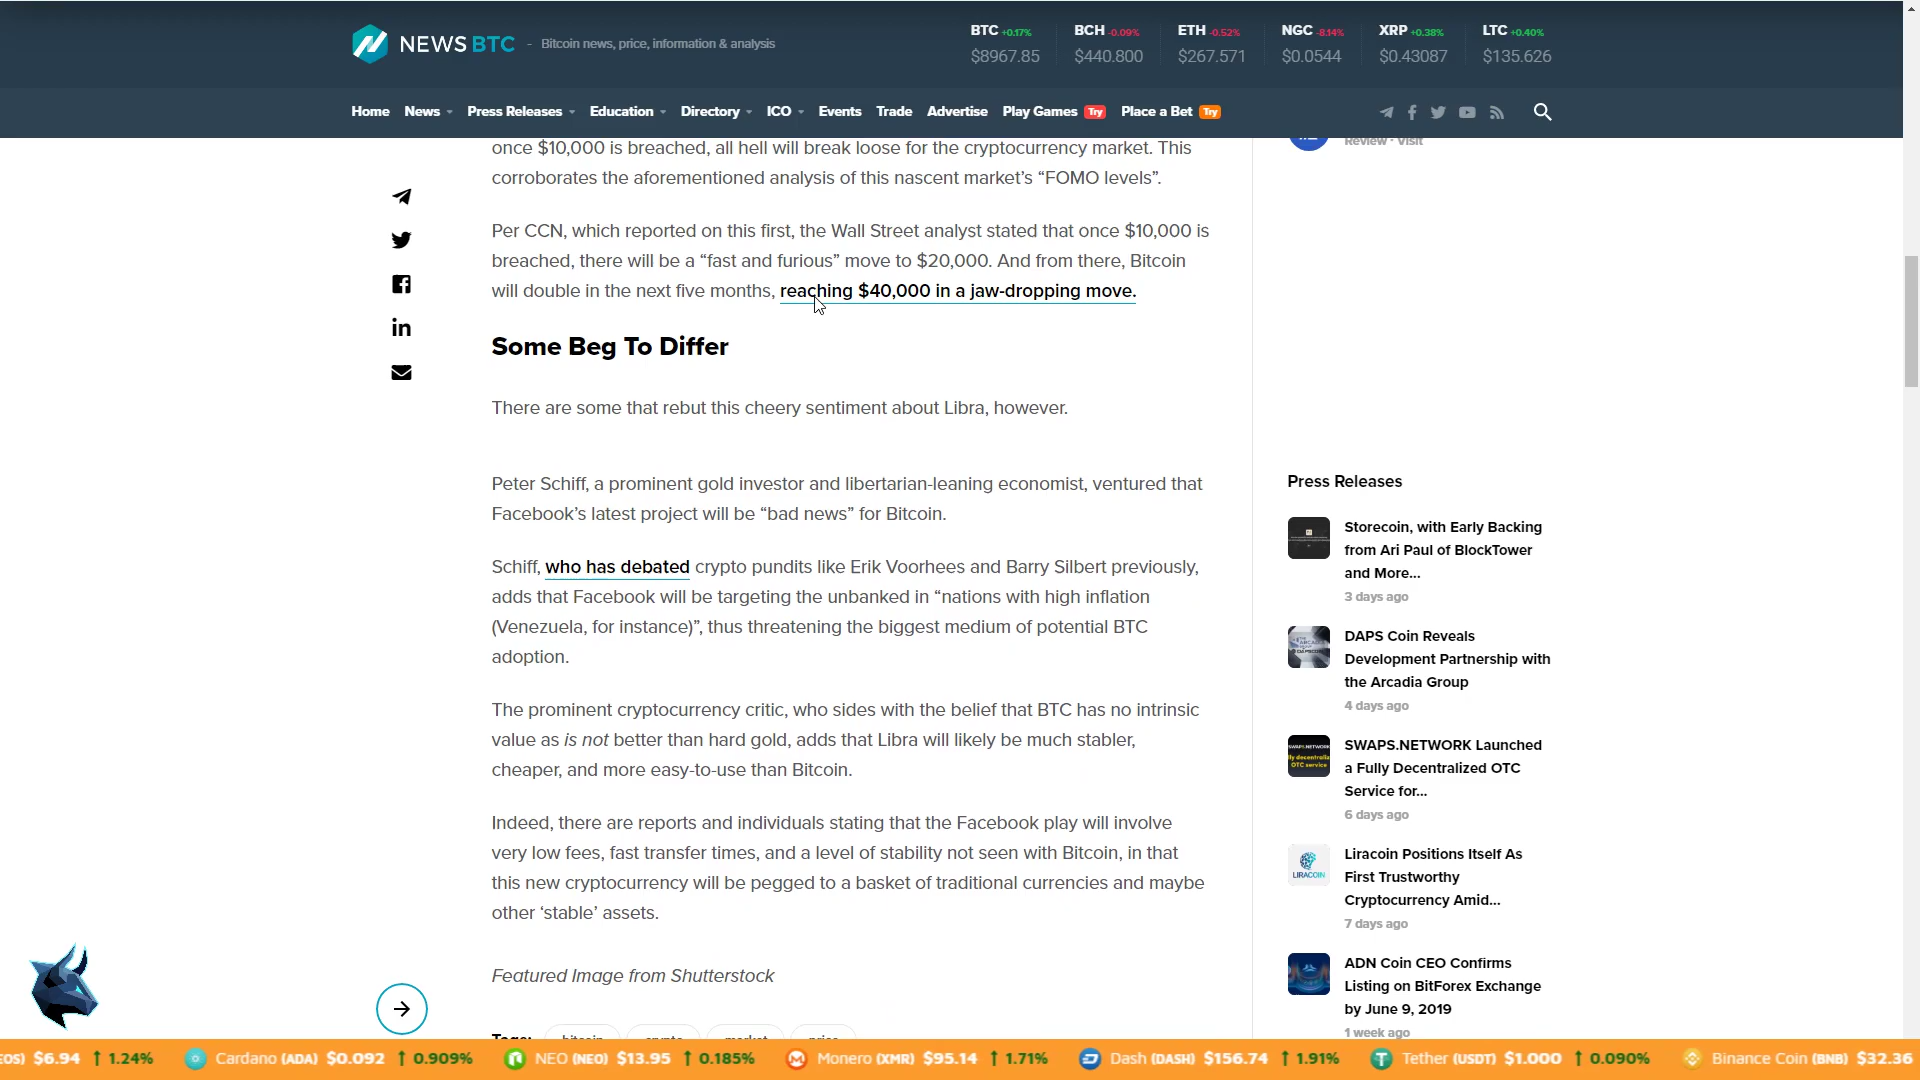 NEWS BTC - Bitcoin news, price, information & analysis
BTC +0.17% BCH -0.09% ETH -0.52% NGC -8.14% XRP +0.38% LTC +0.40%
$8967.85 $440.800 $267.571 $0.0544 $0.43087 $135.626
Home News Press Releases Education Directory ICO Events Trade Advertise Play Games Try Place a Bet Try
once $10,000 is breached, all hell will break loose for the cryptocurrency market. This
corroborates the aforementioned analysis of this nascent market's “FOMO levels”.
Per CCN, which reported on this first, the Wall Street analyst stated that once $10,000 is
breached, there will be a “fast and furious” move to $20,000. And from there, Bitcoin
will double in the next five months, reaching $40,000 in a jaw-dropping move.
Some Beg To Differ
There are some that rebut this cheery sentiment about Libra, however.
Peter Schiff, a prominent gold investor and libertarian-leaning economist, ventured that
Facebook’s latest project will be “bad news” for Bitcoin.
Schiff, who has debated crypto pundits like Erik Voorhees and Barry Silbert previously,
adds that Facebook will be targeting the unbanked in “nations with high inflation
(Venezuela, for instance)”, thus threatening the biggest medium of potential BTC
adoption.
The prominent cryptocurrency critic, who sides with the belief that BTC has no intrinsic
value as is not better than hard gold, adds that Libra will likely be much stabler,
cheaper, and more easy-to-use than Bitcoin.
Indeed, there are reports and individuals stating that the Facebook play will involve
very low fees, fast transfer times, and a level of stability not seen with Bitcoin, in that
this new cryptocurrency will be pegged to a basket of traditional currencies and maybe
other ‘stable’ assets.
Featured Image from Shutterstock
Tags: bitcoin crypto market price
Review - Visit
Press Releases
Storecoin, with Early Backing
from Ari Paul of BlockTower
and More...
3 days ago
DAPS Coin Reveals
Development Partnership with
the Arcadia Group
4 days ago
SWAPS.NETWORK Launched
a Fully Decentralized OTC
Service for...
6 days ago
Liracoin Positions Itself As
First Trustworthy
Cryptocurrency Amid...
7 days ago
LIRACOIN
ADN Coin CEO Confirms
Listing on BitForex Exchange
by June 9, 2019
1 week ago
EOS) $6.94 ↑ 1.24% Cardano (ADA) $0.092 ↑ 0.909% NEO (NEO) $13.95 ↑ 0.185% Monero (XMR) $95.14 ↑ 1.71% Dash (DASH) $156.74 ↑ 1.91% Tether (USDT) $1.000 ↑ 0.090% Binance Coin (BNB) $32.36